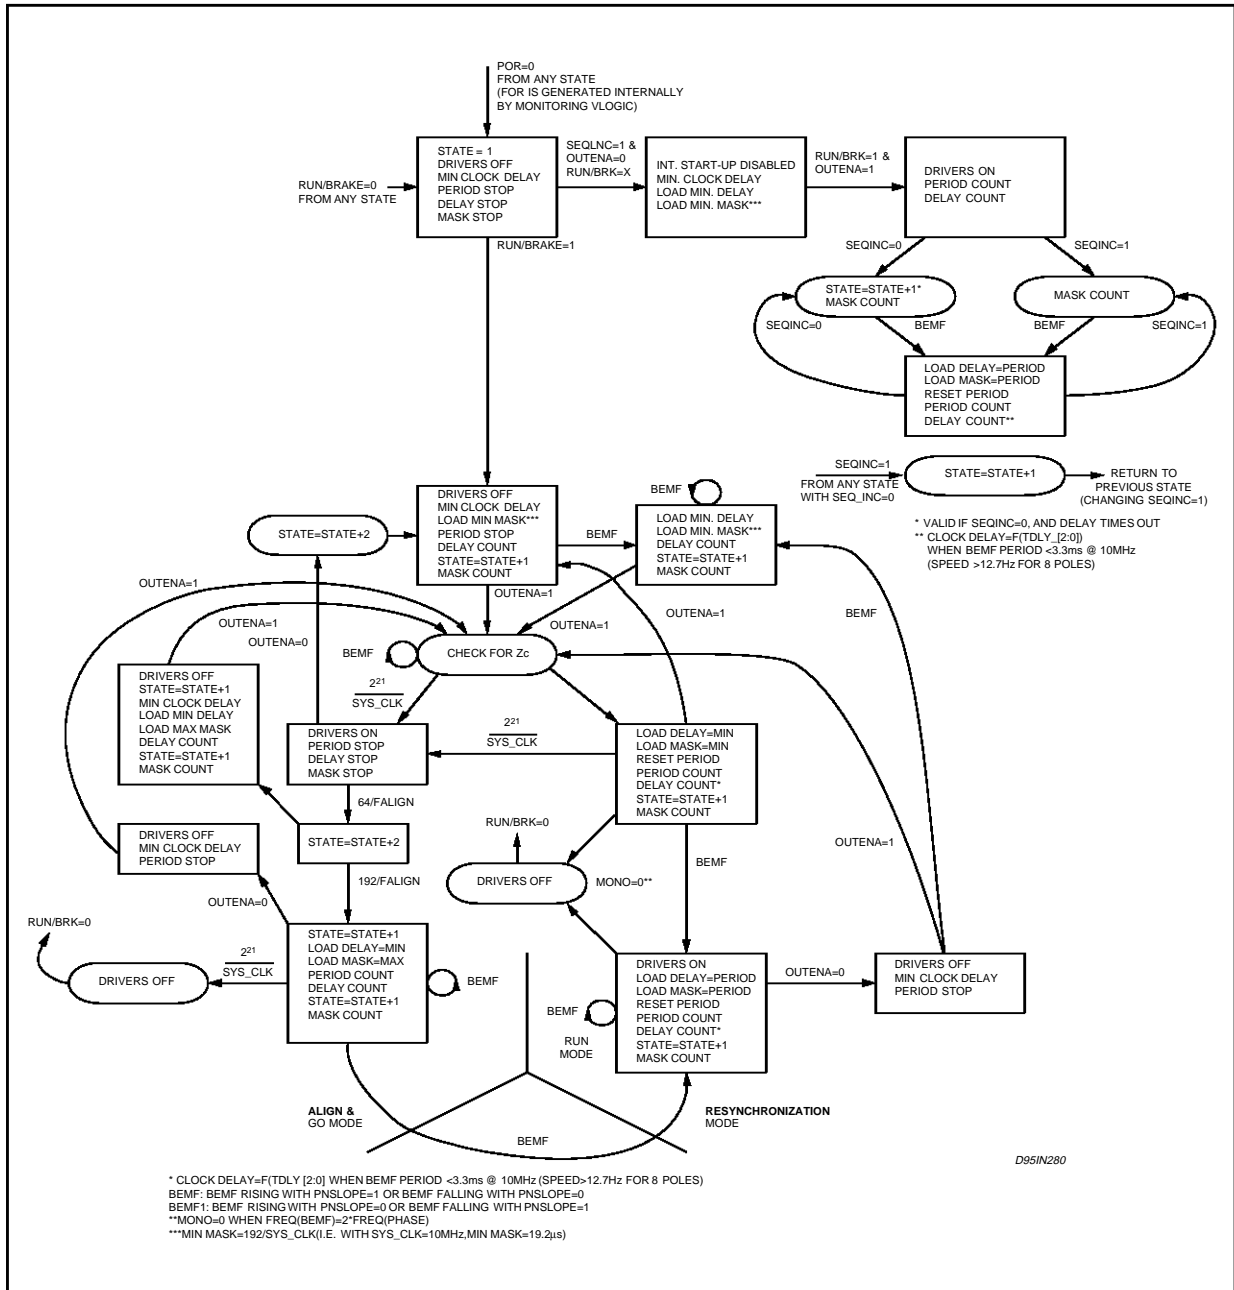 POR=0
FROM ANY STATE
(FOR IS GENERATED INTERNALLY
BY MONITORING VLOGIC)
RUN/BRAKE=0
FROM ANY STATE
STATE = 1
DRIVERS OFF
MIN CLOCK DELAY
PERIOD STOP
DELAY STOP
MASK STOP
SEQLNC=1 &
OUTENA=0
RUN/BRK=X
INT. START-UP DISABLED
MIN. CLOCK DELAY
LOAD MIN. DELAY
LOAD MIN. MASK***
RUN/BRK=1 &
OUTENA=1
DRIVERS ON
PERIOD COUNT
DELAY COUNT
RUN/BRAKE=1
SEQINC=0
SEQINC=1
STATE=STATE+1*
MASK COUNT
MASK COUNT
SEQINC=0
BEMF
BEMF
SEQINC=1
LOAD DELAY=PERIOD
LOAD MASK=PERIOD
RESET PERIOD
PERIOD COUNT
DELAY COUNT**
SEQINC=1
FROM ANY STATE
WITH SEQ_INC=0
STATE=STATE+1
RETURN TO
PREVIOUS STATE
(CHANGING SEQINC=1)
* VALID IF SEQINC=0, AND DELAY TIMES OUT
** CLOCK DELAY=F(TDLY_[2:0])
WHEN BEMF PERIOD <3.3ms @ 10MHz
(SPEED >12.7Hz FOR 8 POLES)
STATE=STATE+2
DRIVERS OFF
MIN CLOCK DELAY
LOAD MIN MASK***
PERIOD STOP
DELAY COUNT
STATE=STATE+1
MASK COUNT
BEMF
BEMF
LOAD MIN. DELAY
LOAD MIN. MASK***
DELAY COUNT
STATE=STATE+1
MASK COUNT
OUTENA=1
OUTENA=1
OUTENA=0
OUTENA=1
OUTENA=1
OUTENA=1
BEMF
BEMF
CHECK FOR Zc
DRIVERS OFF
STATE=STATE+1
MIN CLOCK DELAY
LOAD MIN DELAY
LOAD MAX MASK
DELAY COUNT
STATE=STATE+1
MASK COUNT
2²¹
SYS_CLK
DRIVERS ON
PERIOD STOP
DELAY STOP
MASK STOP
2²¹
SYS_CLK
LOAD DELAY=MIN
LOAD MASK=MIN
RESET PERIOD
PERIOD COUNT
DELAY COUNT*
STATE=STATE+1
MASK COUNT
64/FALIGN
DRIVERS OFF
MIN CLOCK DELAY
PERIOD STOP
STATE=STATE+2
RUN/BRK=0
OUTENA=1
BEMF
192/FALIGN
DRIVERS OFF
MONO=0**
OUTENA=0
RUN/BRK=0
2²¹
SYS_CLK
DRIVERS OFF
STATE=STATE+1
LOAD DELAY=MIN
LOAD MASK=MAX
PERIOD COUNT
DELAY COUNT
STATE=STATE+1
MASK COUNT
BEMF
BEMF
RUN
MODE
DRIVERS ON
LOAD DELAY=PERIOD
LOAD MASK=PERIOD
RESET PERIOD
PERIOD COUNT
DELAY COUNT*
STATE=STATE+1
MASK COUNT
OUTENA=0
DRIVERS OFF
MIN CLOCK DELAY
PERIOD STOP
ALIGN &
GO MODE
BEMF
RESYNCHRONIZATION
MODE
D95IN280
* CLOCK DELAY=F(TDLY [2:0] WHEN BEMF PERIOD <3.3ms @ 10MHz (SPEED>12.7Hz FOR 8 POLES)
BEMF: BEMF RISING WITH PNSLOPE=1 OR BEMF FALLING WITH PNSLOPE=0
BEMF1: BEMF RISING WITH PNSLOPE=0 OR BEMF FALLING WITH PNSLOPE=1
**MONO=0 WHEN FREQ(BEMF)=2*FREQ(PHASE)
***MIN MASK=192/SYS_CLK(I.E. WITH SYS_CLK=10MHz,MIN MASK=19.2µs)